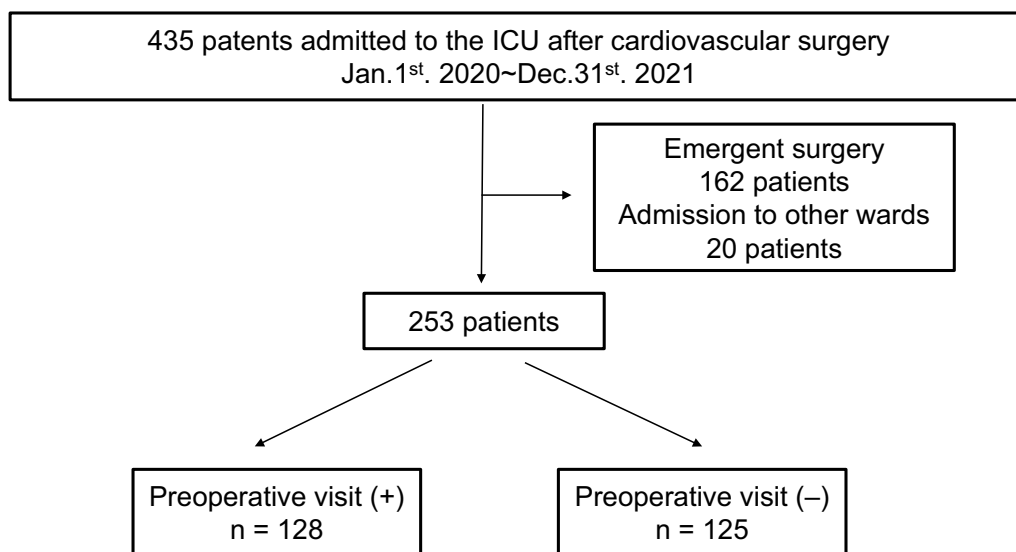 435 patents admitted to the ICU after cardiovascular surgery
Jan.1st. 2020~Dec.31st. 2021
Emergent surgery
162 patients
Admission to other wards
20 patients
253 patients
Preoperative visit (+)
n = 128
Preoperative visit (–)
n = 125